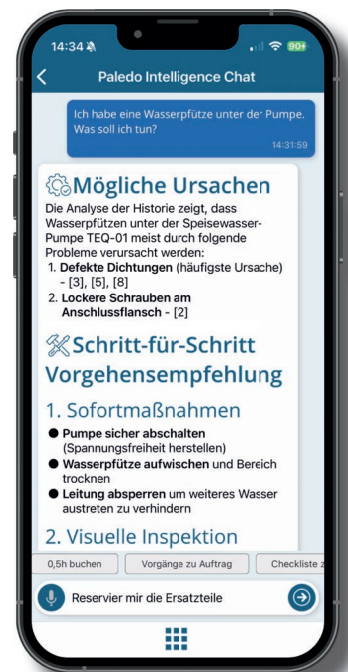 14:34
90+
Paledo Intelligence Chat
Ich habe eine Wasserpfütze unter der Pumpe.
Was soll ich tun?
14:31:59
Mögliche Ursachen
Die Analyse der Historie zeigt, dass
Wasserpfützen unter der Speisewasser-
Pumpe TEQ-01 meist durch folgende
Probleme verursacht werden:
1. Defekte Dichtungen (häufigste Ursache)
- [3], [5], [8]
2. Lockere Schrauben am
Anschlussflansch - [2]
Schritt-für-Schritt
Vorgehensempfehlung
1. Sofortmaßnahmen
● Pumpe sicher abschalten
(Spannungsfreiheit herstellen)
● Wasserpfütze aufwischen und Bereich
trocknen
● Leitung absperren um weiteres Wasser
austreten zu verhindern
2. Visuelle Inspektion
0,5h buchen Vorgänge zu Auftrag Checkliste z
Reservier mir die Ersatzteile